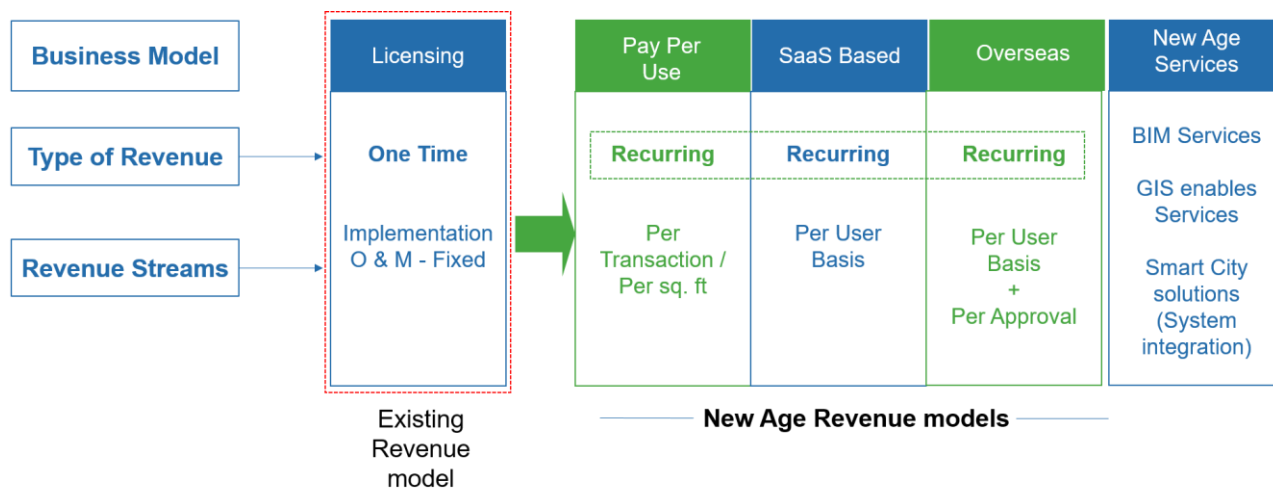 Business Model
Type of Revenue
Revenue Streams
Licensing
One Time
Implementation
O & M - Fixed
Existing
Revenue
model
Pay Per
Use
Recurring
Per
Transaction /
Per sq. ft
SaaS Based
Recurring
Per User
Basis
Overseas
Recurring
Per User
Basis
+
Per Approval
New Age
Services
BIM Services
GIS enables
Services
Smart City
solutions
(System
integration)
New Age Revenue models